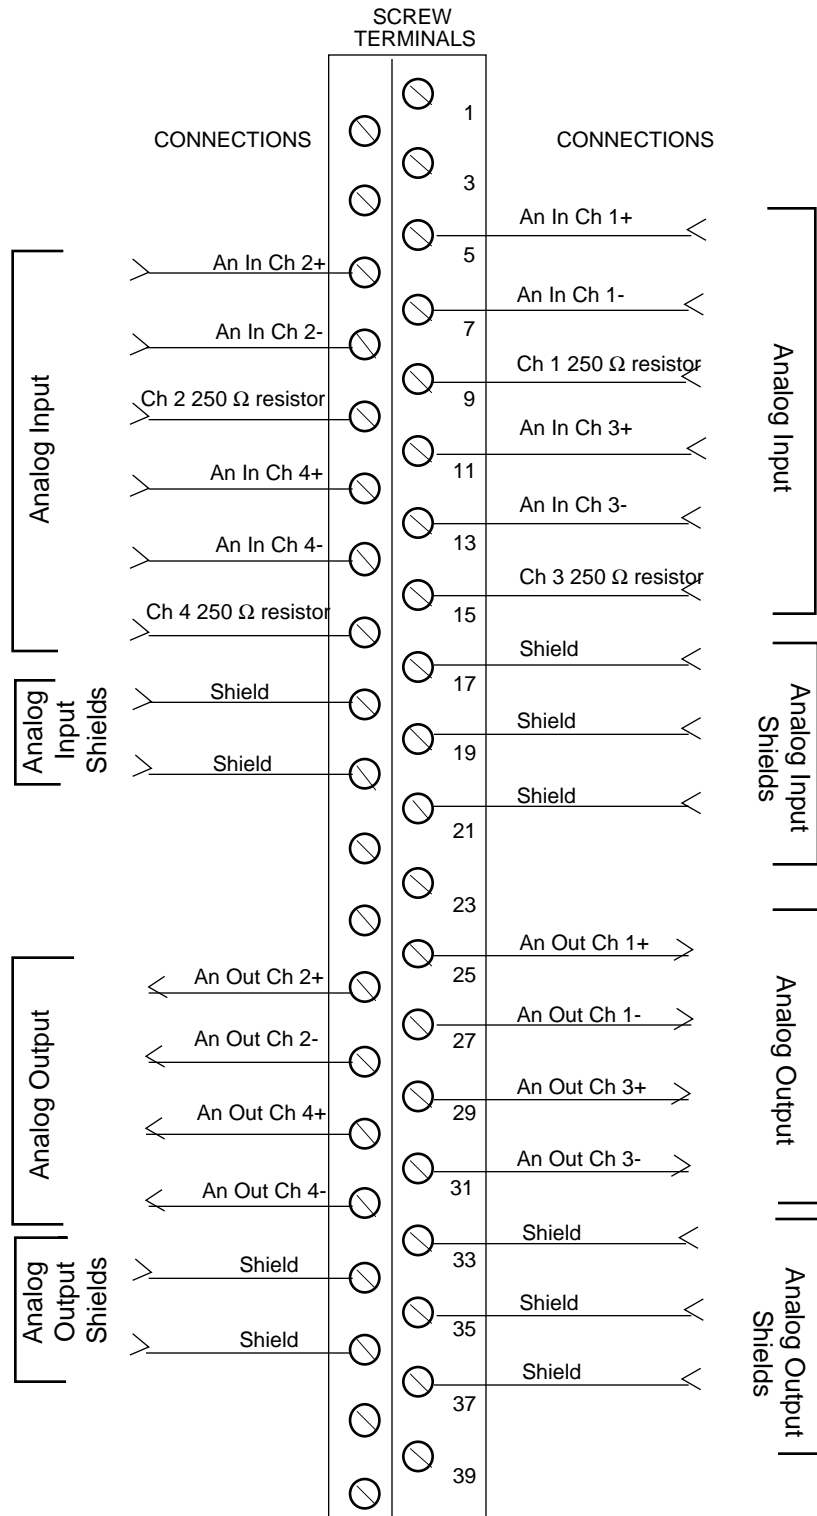 SCREW
TERMINALS
1
CONNECTIONS
CONNECTIONS
3
An In Ch 1+
5
An In Ch 2+
An In Ch 1-
7
An In Ch 2-
Ch 1 250 Ω resistor
9
Ch 2 250 Ω resistor
An In Ch 3+
11
An In Ch 4+
An In Ch 3-
13
An In Ch 4-
Ch 3 250 Ω resistor
15
Ch 4 250 Ω resistor
Analog Input
Analog Input
Shield
17
Shield
Shield
19
Shield
Shield
21
Analog
Input
Shields
Analog Input
Shields
23
An Out Ch 1+
25
An Out Ch 2+
An Out Ch 1-
27
An Out Ch 2-
An Out Ch 3+
29
An Out Ch 4+
An Out Ch 3-
31
An Out Ch 4-
Analog Output
Analog Output
Shield
33
Shield
Shield
35
Shield
Shield
37
Analog
Output
Shields
Analog Output
Shields
39